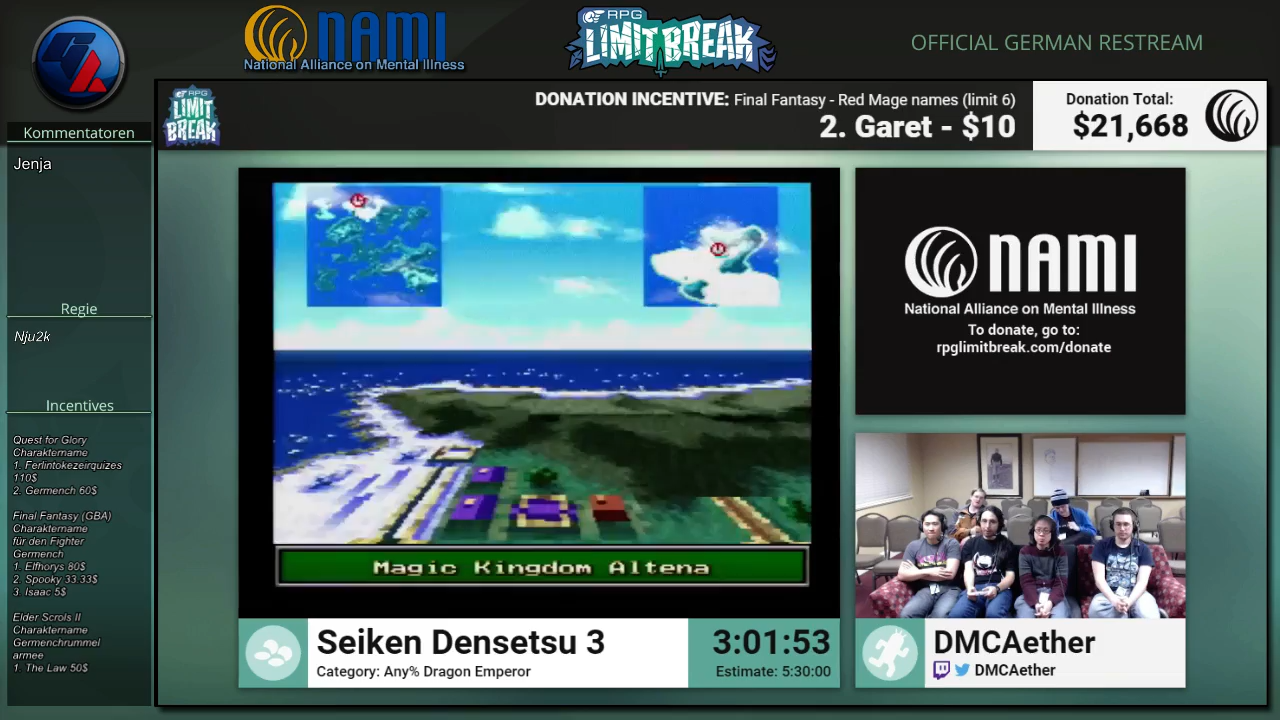 NAMI
National Alliance on Mental Illness
RPG
LIMIT BREAK
OFFICIAL GERMAN RESTREAM
Kommentatoren
Jenja
Regie
Nju2k
Incentives
Quest for Glory
Charaktername
1. Ferlintokezeirquizes
110$
2. Germench 60$
Final Fantasy (GBA)
Charaktername
für den Fighter
Germench
1. Elfhorys 80$
2. Spooky 33.33$
3. Isaac 5$
Elder Scrols II
Charaktername
Germenchrummel
armee
1. The Law 50$
RPG
LIMIT
BREAK
DONATION INCENTIVE: Final Fantasy - Red Mage names (limit 6)
2. Garet - $10
Donation Total:
$21,668
Magic Kingdom Altena
NAMI
National Alliance on Mental Illness
To donate, go to:
rpglimitbreak.com/donate
Seiken Densetsu 3
Category: Any% Dragon Emperor
3:01:53
Estimate: 5:30:00
DMCAether
DMCAether